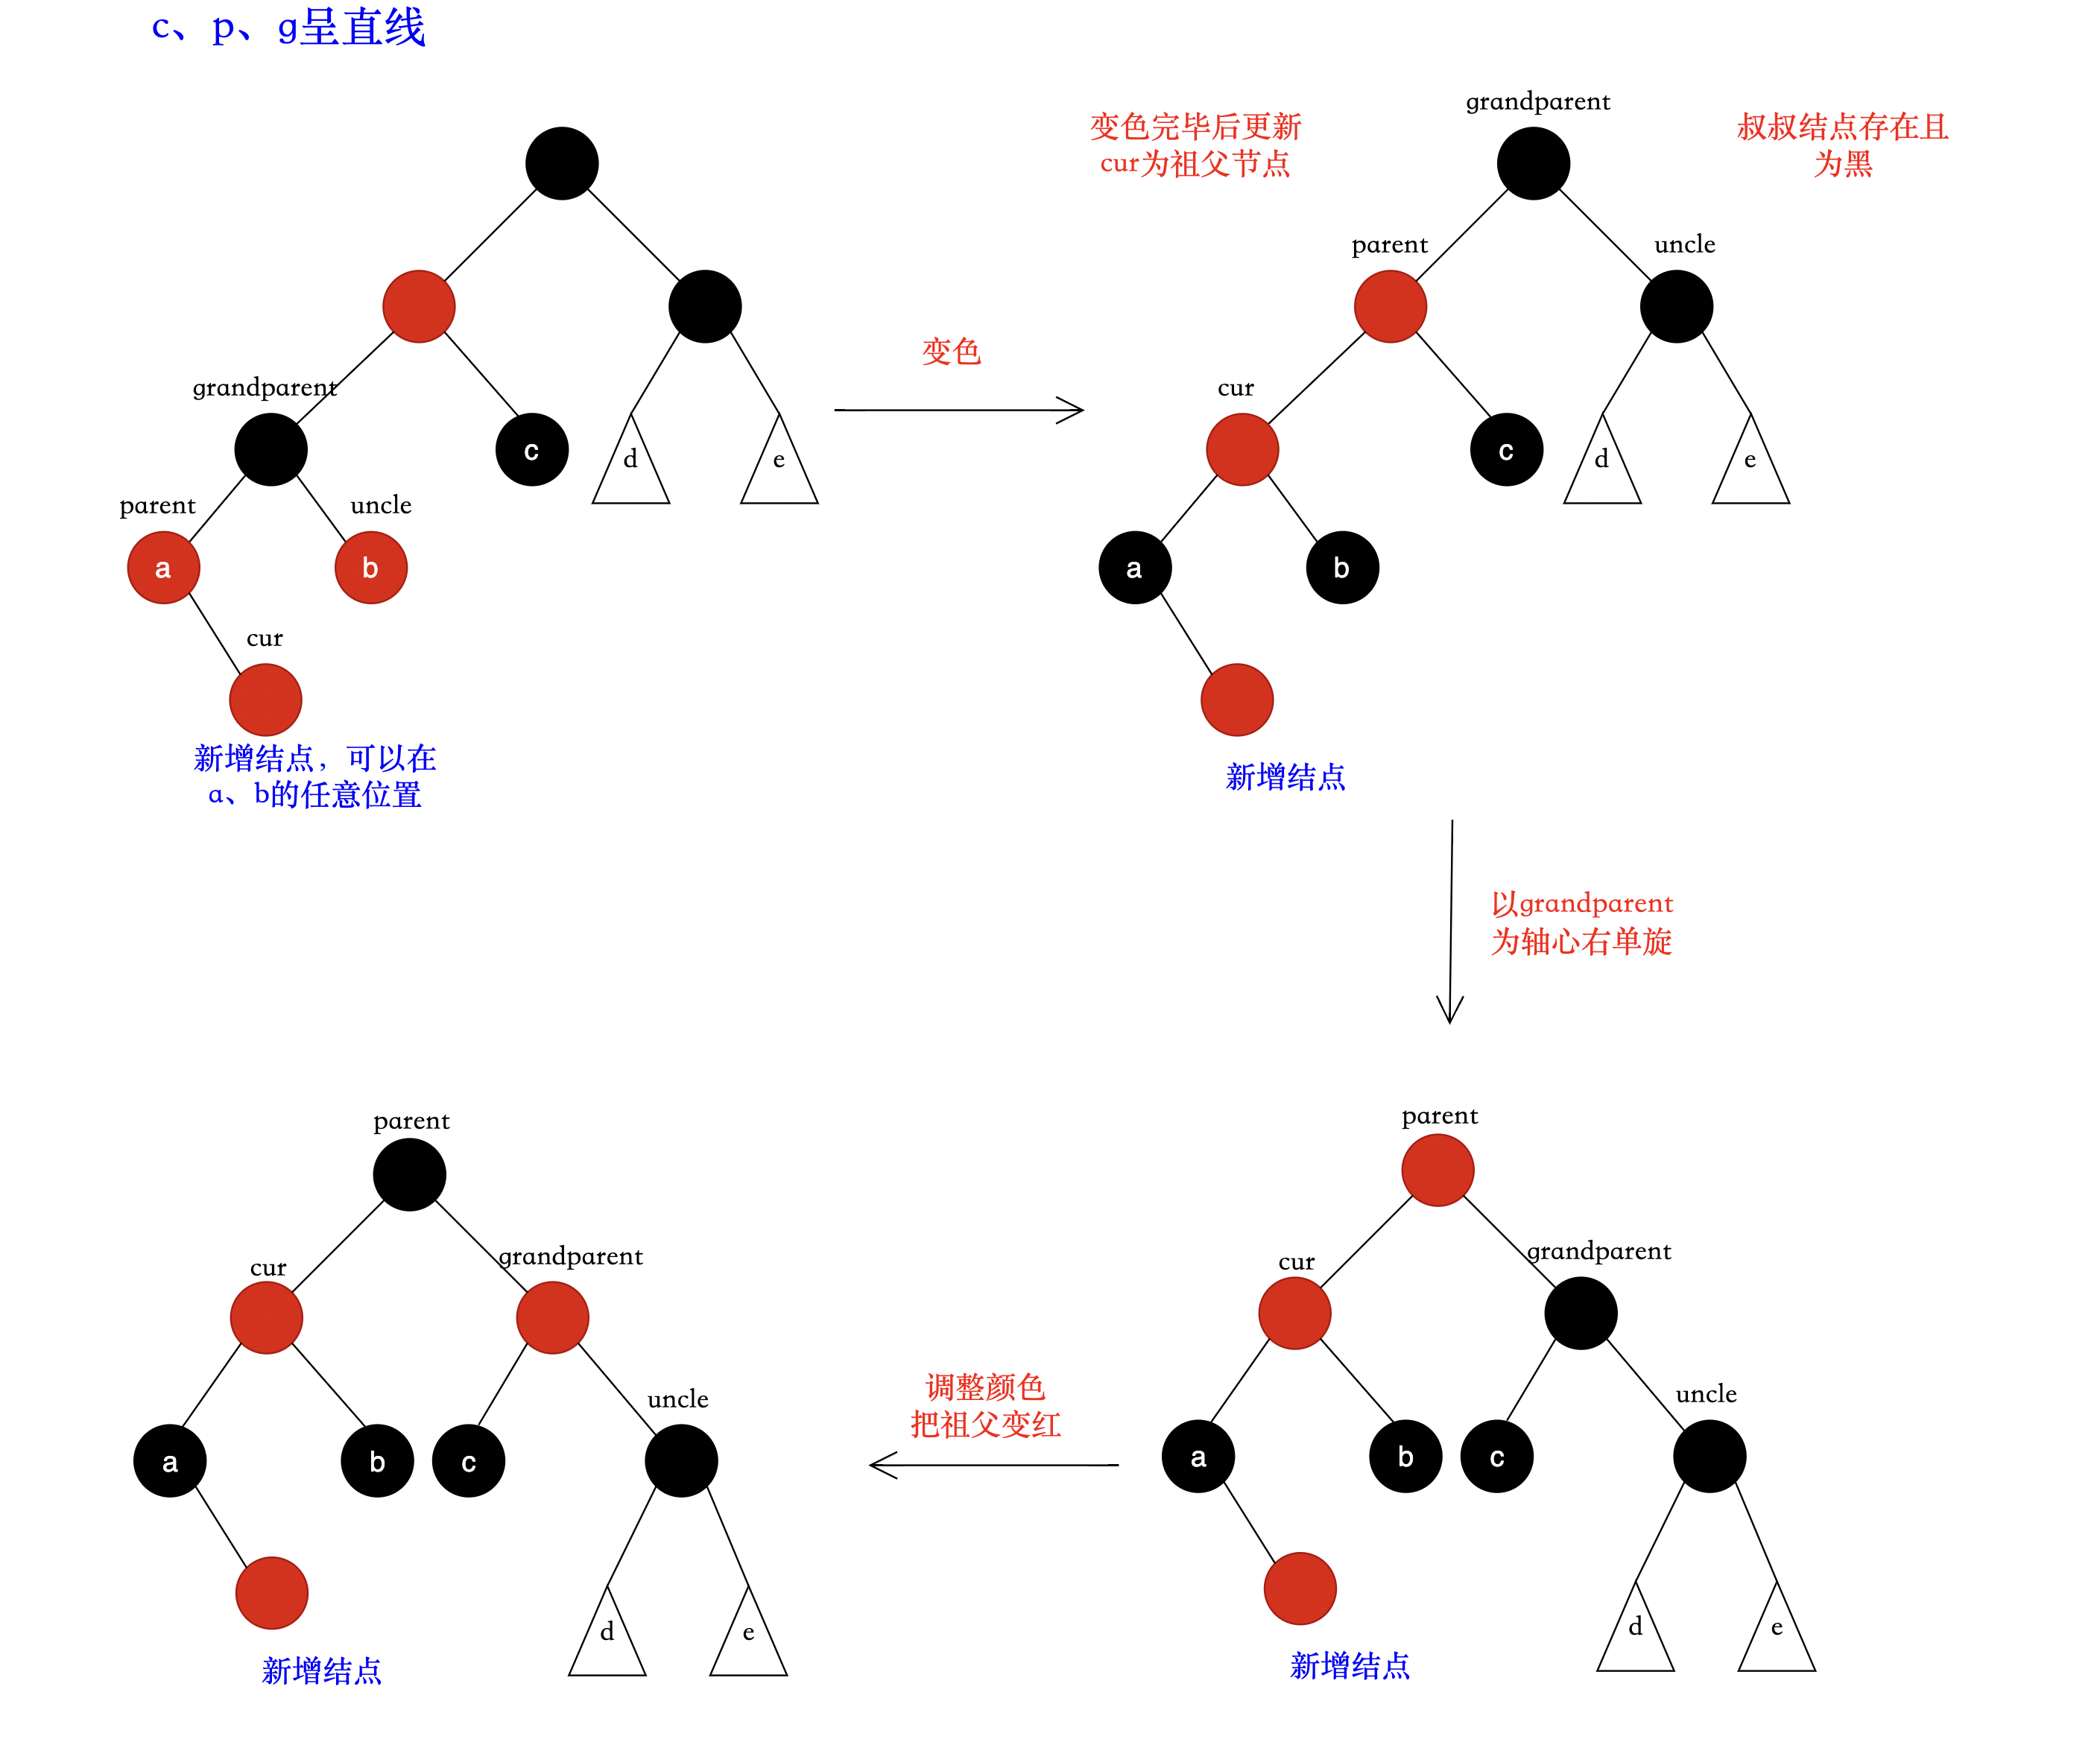 c、p、g呈直线
grandparent
parent
uncle
a
b
c
d
e
cur
新增结点，可以在
a、b的任意位置
变色
变色完毕后更新
cur为祖父节点
grandparent
叔叔结点存在且
为黑
parent
uncle
cur
c
d
e
a
b
新增结点
以grandparent
为轴心右单旋
parent
cur
grandparent
uncle
a
b
c
d
e
新增结点
调整颜色
把祖父变红
parent
cur
grandparent
uncle
a
b
c
d
e
新增结点